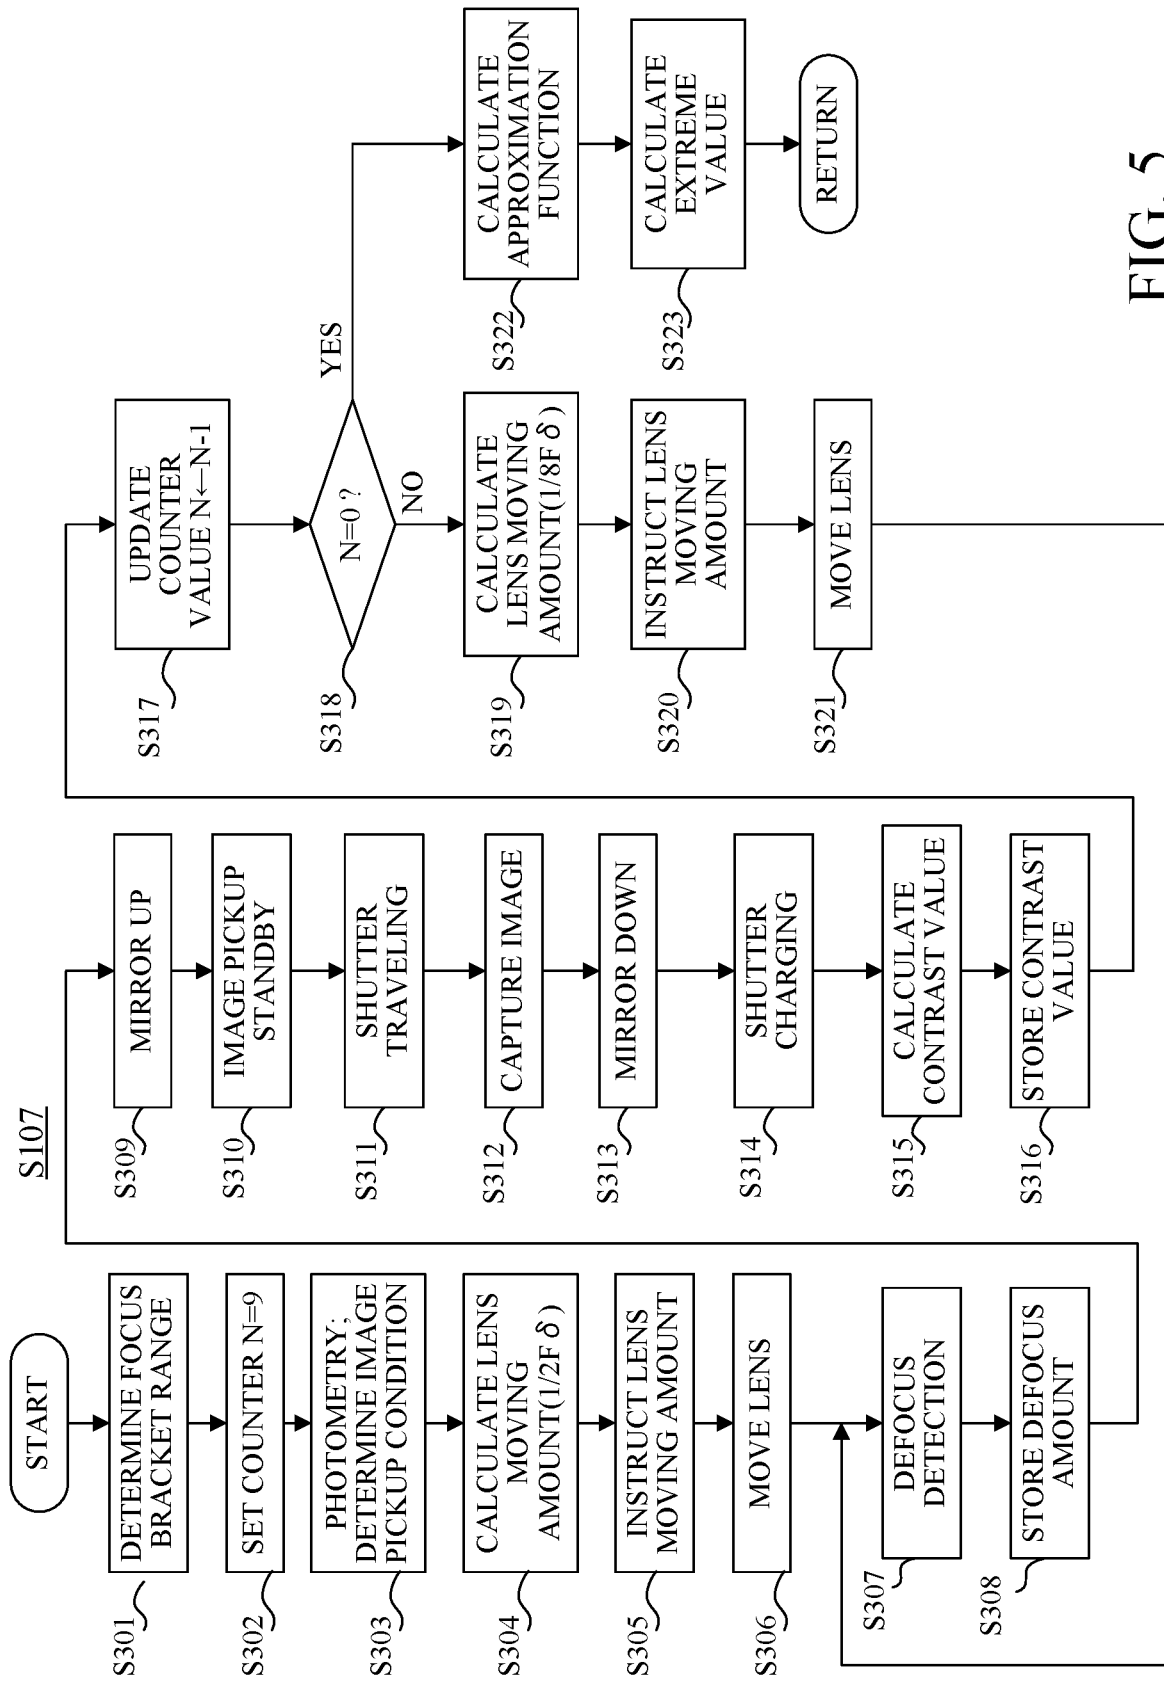 S107
START
DETERMINE FOCUS
BRACKET RANGE
S301
SET COUNTER N=9
S302
PHOTOMETRY;
DETERMINE IMAGE
PICKUP CONDITION
S303
CALCULATE LENS
MOVING
AMOUNT(1/2F δ)
S304
INSTRUCT LENS
MOVING AMOUNT
S305
MOVE LENS
S306
DEFOCUS
DETECTION
S307
STORE DEFOCUS
AMOUNT
S308
MIRROR UP
S309
IMAGE PICKUP
STANDBY
S310
SHUTTER
TRAVELING
S311
CAPTURE IMAGE
S312
MIRROR DOWN
S313
SHUTTER
CHARGING
S314
CALCULATE
CONTRAST VALUE
S315
STORE CONTRAST
VALUE
S316
UPDATE
COUNTER
VALUE N←N-1
S317
N=0 ?
S318
YES
NO
CALCULATE
LENS MOVING
AMOUNT(1/8F δ)
S319
INSTRUCT LENS
MOVING
AMOUNT
S320
MOVE LENS
S321
CALCULATE
APPROXIMATION
FUNCTION
S322
CALCULATE
EXTREME
VALUE
S323
RETURN
FIG. 5